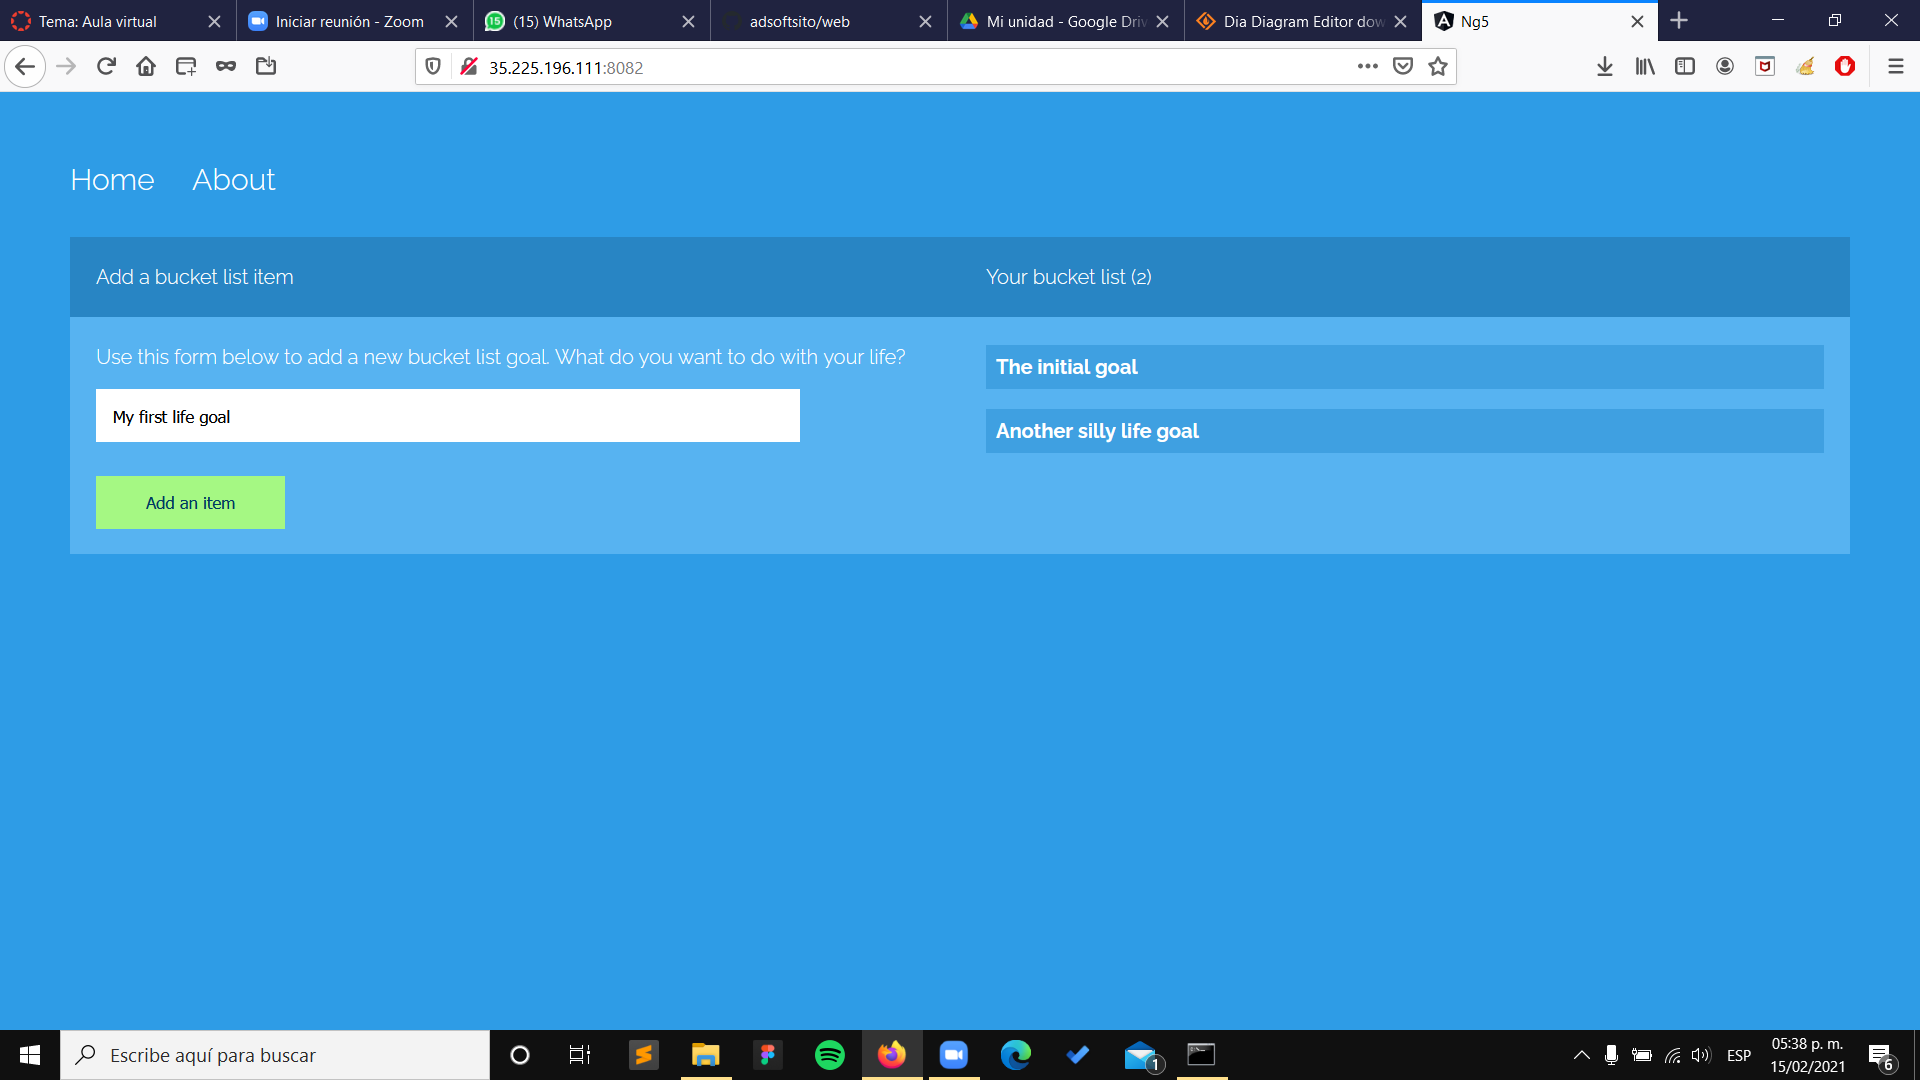 Tema: Aula virtual
Iniciar reunión - Zoom
15 (15) WhatsApp
adsoftsito/web
Mi unidad - Google Driv
Dia Diagram Editor dow
Ng5
35.225.196.111:8082
Home About
Add a bucket list item
Your bucket list (2)
Use this form below to add a new bucket list goal. What do you want to do with your life?
The initial goal
My first life goal
Another silly life goal
Add an item
Escribe aquí para buscar
1
ESP
05:38 p. m.
15/02/2021
6